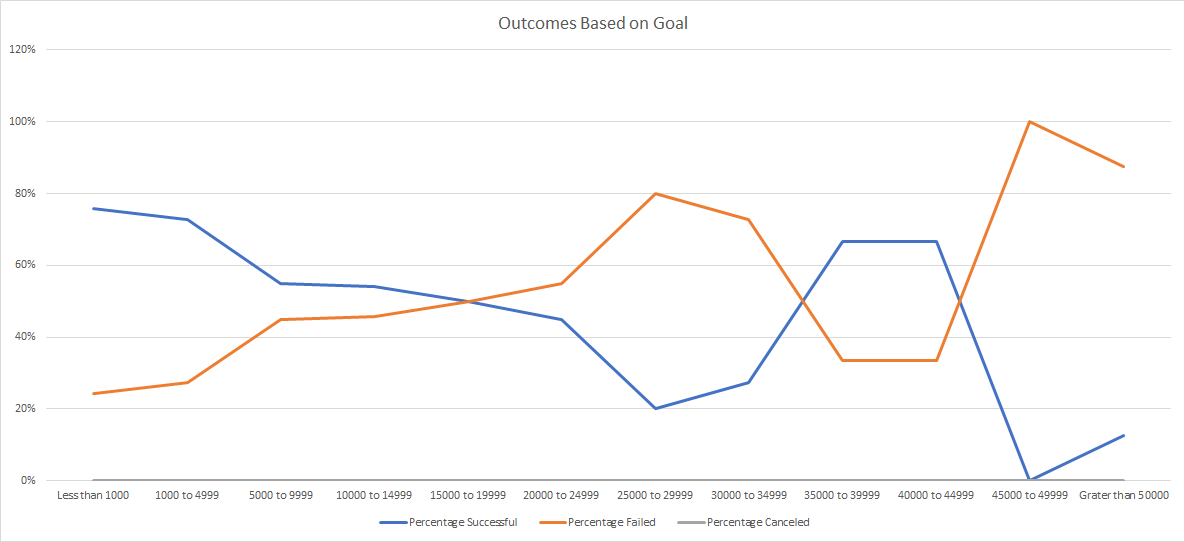 Outcomes Based on Goal
120%
100%
80%
60%
40%
20%
0%
Less than 1000 1000 to 4999 5000 to 9999 10000 to 14999 15000 to 19999 20000 to 24999 25000 to 29999 30000 to 34999 35000 to 39999 40000 to 44999 45000 to 49999 Grater than 50000
Percentage Successful Percentage Failed Percentage Canceled